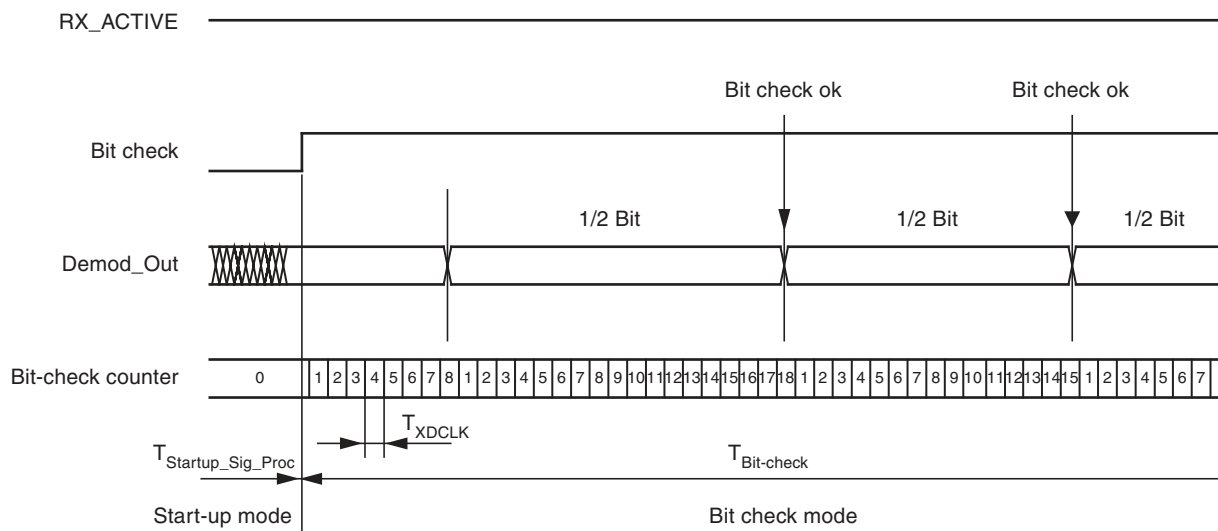 RX_ACTIVE
Bit check ok Bit check ok
Bit check
1/2 Bit 1/2 Bit 1/2 Bit
Demod_Out
Bit-check counter 0 1 2 3 4 5 6 7 8 1 2 3 4 5 6 7 8 9 10 11 12 13 14 15 16 17 18 1 2 3 4 5 6 7 8 9 10 11 12 13 14 15 1 2 3 4 5 6 7
TXDCLK
TStartup_Sig_Proc TBit-check
Start-up mode Bit check mode